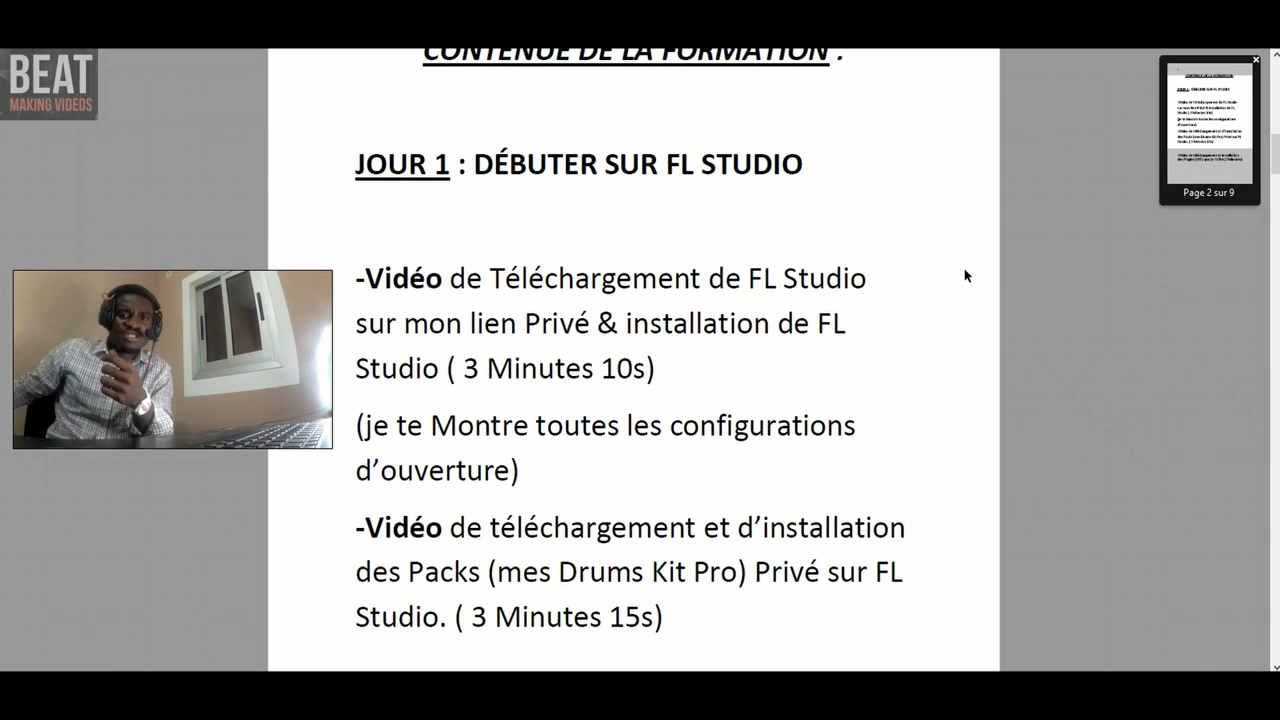 BEAT
MAKING VIDEOS
CONTENUE DE LA FORMATION :
JOUR 1 : DÉBUTER SUR FL STUDIO
-Vidéo de Téléchargement de FL Studio
sur mon lien Privé & installation de FL
Studio ( 3 Minutes 10s)
(je te Montre toutes les configurations
d’ouverture)
-Vidéo de téléchargement et d’installation
des Packs (mes Drums Kit Pro) Privé sur FL
Studio. ( 3 Minutes 15s)
Page 2 sur 9